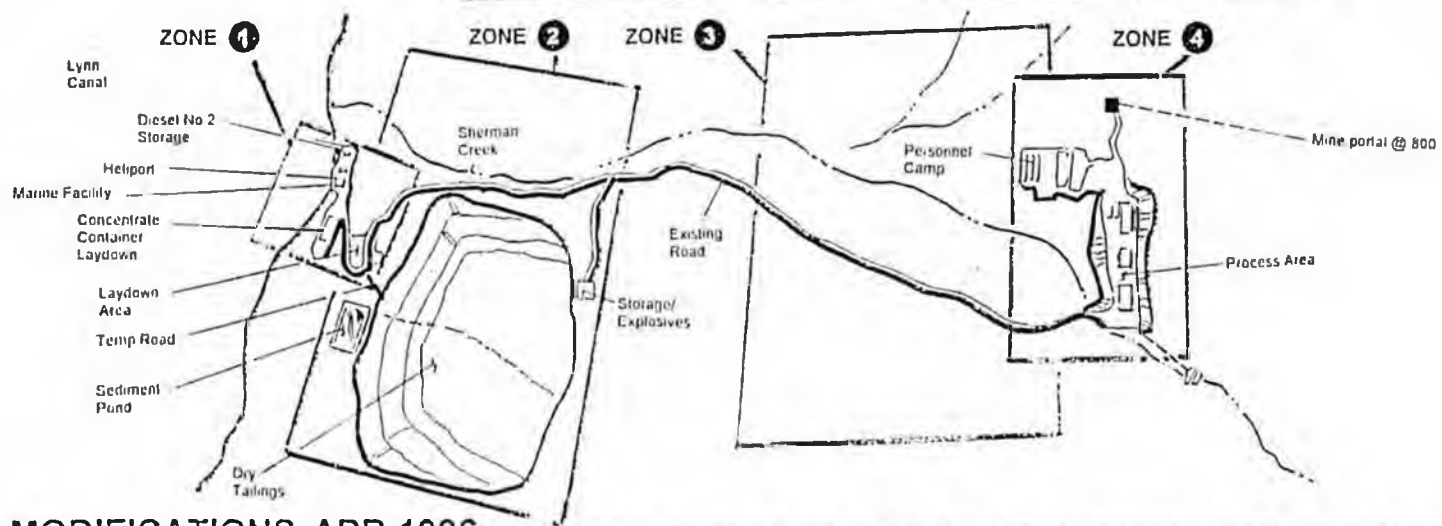 ZONE 1
ZONE 2
ZONE 3
ZONE 4
Lynn
Canal
Diesel No 2
Storage
Heliport
Marine Facility
Concentrate
Container
Laydown
Laydown
Area
Temp Road
Sediment
Pond
Dry
Tailings
Sherman
Creek
Storage/
Explosives
Existing
Road
Personnel
Camp
Mine portal @ 800
Process Area